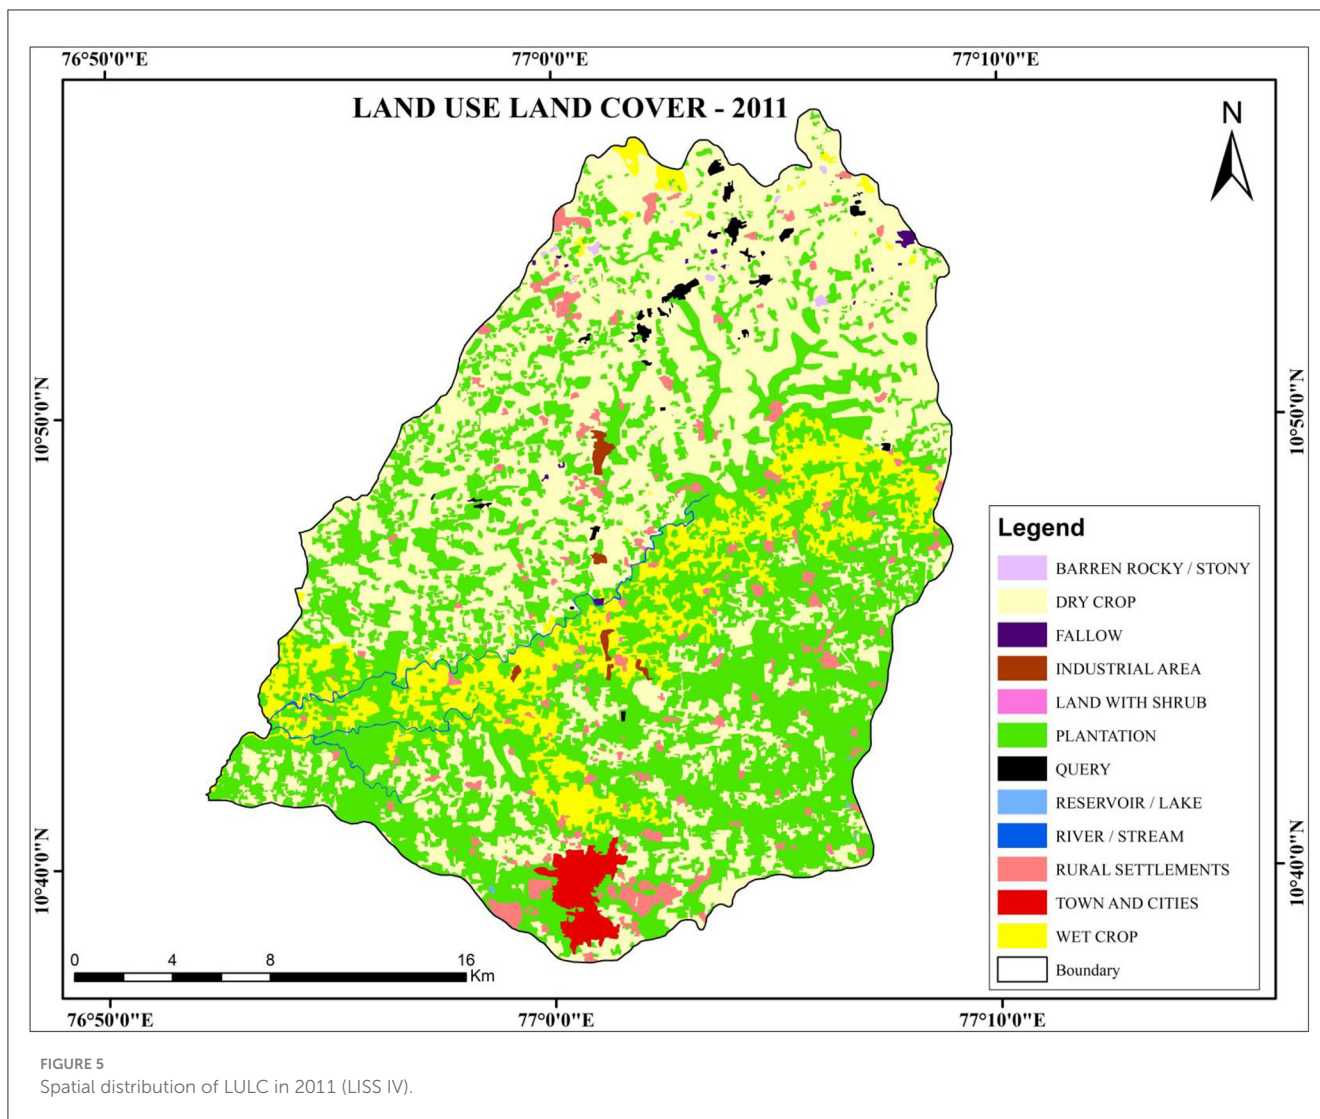 76°50'0"E 77°0'0"E 77°10'0"E
LAND USE LAND COVER - 2011
N
10°50'0"N 10°50'0"N
Legend
BARREN ROCKY / STONY
DRY CROP
FALLOW
INDUSTRIAL AREA
LAND WITH SHRUB
PLANTATION
QUERY
RESERVOIR / LAKE
RIVER / STREAM
RURAL SETTLEMENTS
TOWN AND CITIES
WET CROP
Boundary
10°40'0"N 10°40'0"N
0 4 8 16
Km
76°50'0"E 77°0'0"E 77°10'0"E
FIGURE 5
Spatial distribution of LULC in 2011 (LISS IV).